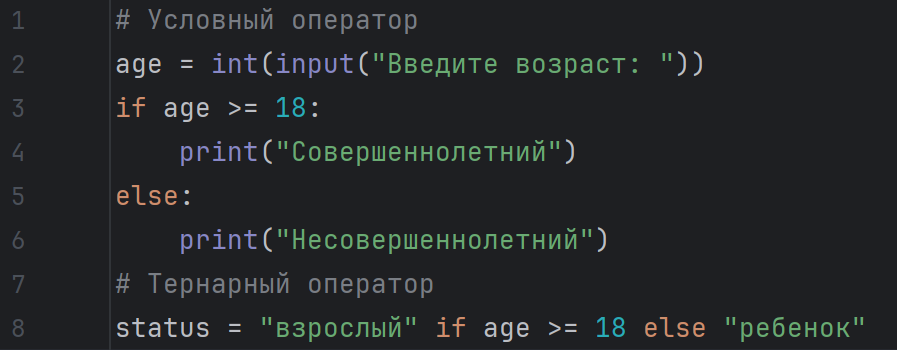 1 # Условный оператор
2 age = int(input("Введите возраст: "))
3 if age >= 18:
4     print("Совершеннолетний")
5 else:
6     print("Несовершеннолетний")
7 # Тернарный оператор
8 status = "взрослый" if age >= 18 else "ребенок"